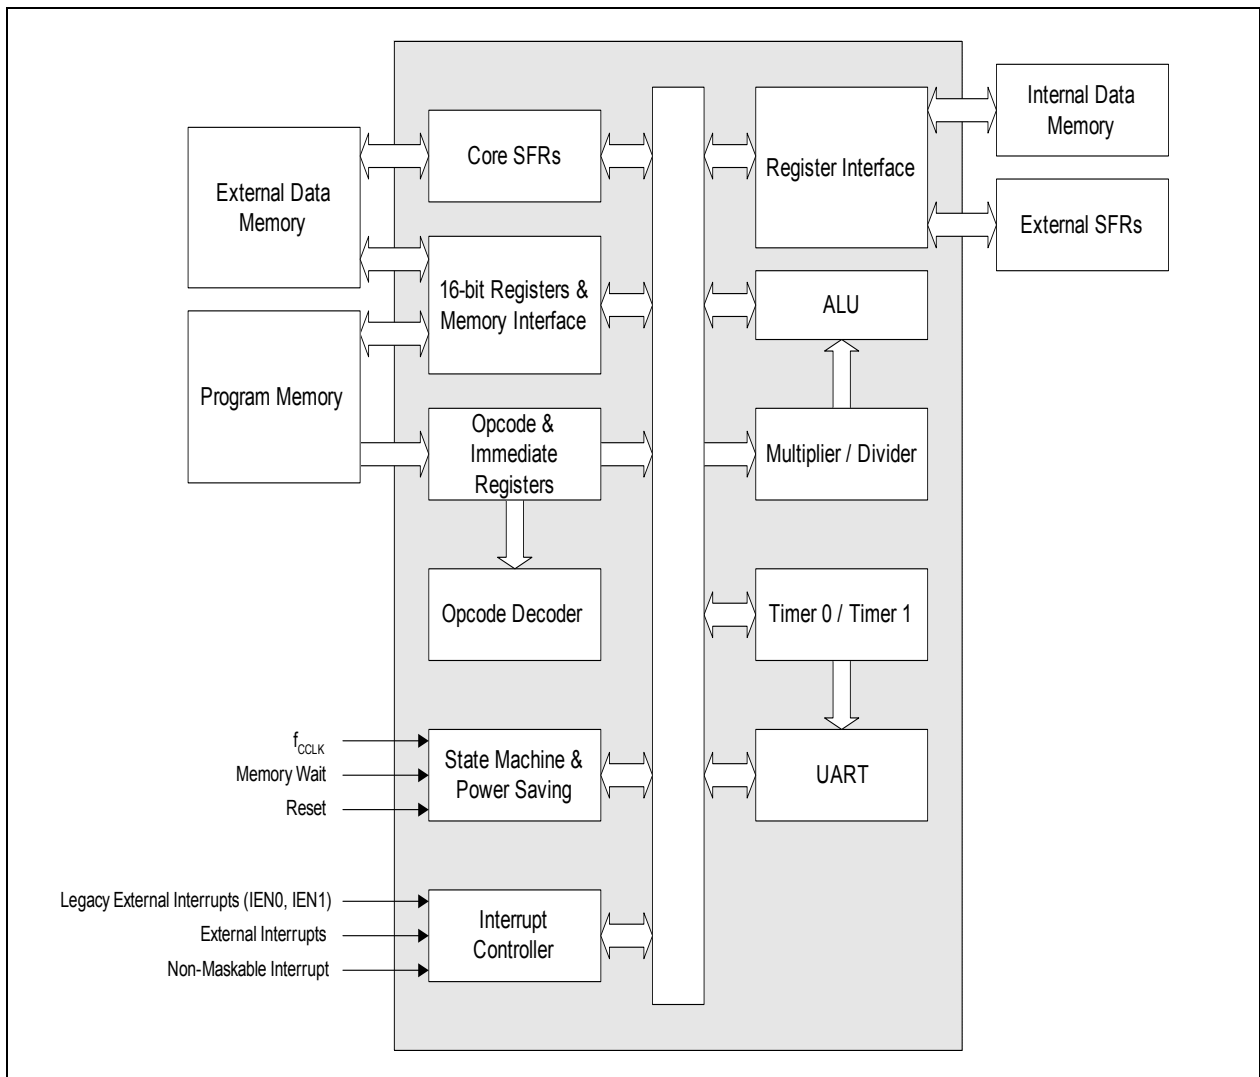 Internal Data
Memory
Core SFRs
Register Interface
External Data
Memory
External SFRs
16-bit Registers &
Memory Interface
ALU
Program Memory
Opcode &
Immediate
Registers
Multiplier / Divider
Opcode Decoder
Timer 0 / Timer 1
fCCLK
Memory Wait
Reset
State Machine &
Power Saving
UART
Legacy External Interrupts (IEN0, IEN1)
External Interrupts
Non-Maskable Interrupt
Interrupt
Controller